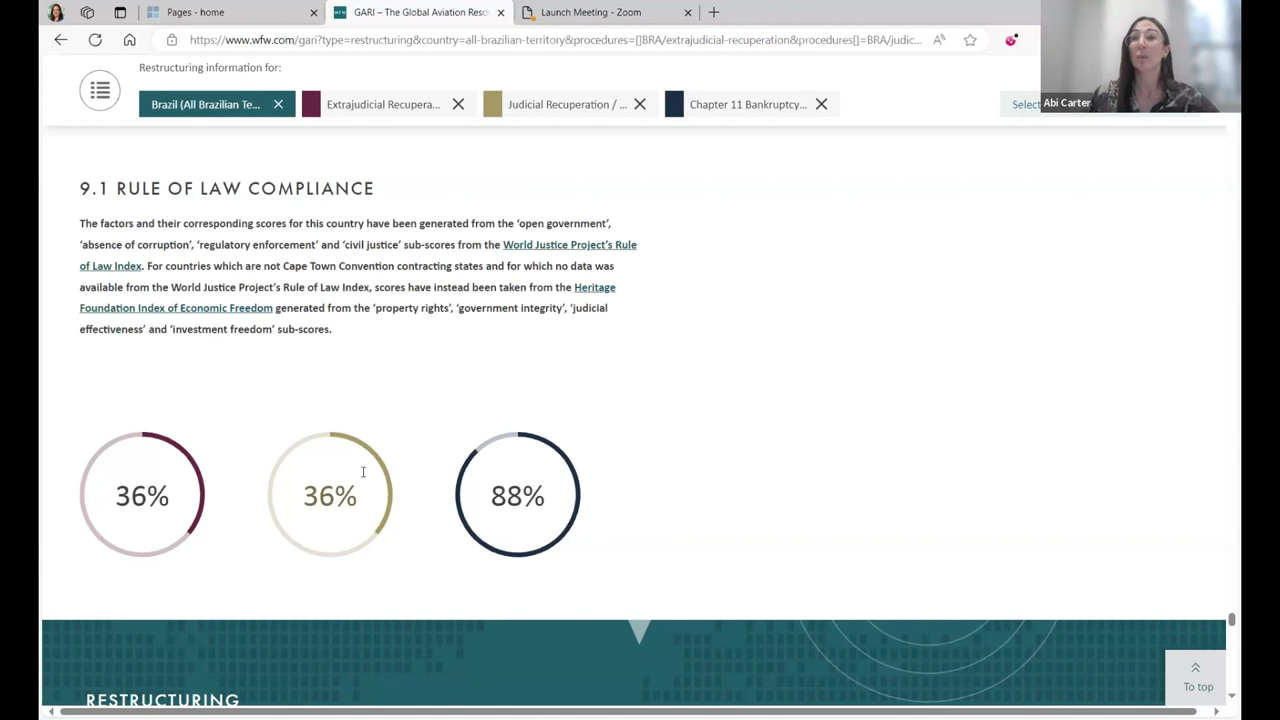 Pages - home
GARI – The Global Aviation Reso
Launch Meeting - Zoom
https://www.wfw.com/gari?type=restructuring&country=all-brazilian-territory&procedures=[]BRA/extrajudicial-recuperation&procedures[]=BRA/judic...
Restructuring information for:
Brazil (All Brazilian Te...
Extrajudicial Recupera...
Judicial Recuperation / ...
Chapter 11 Bankruptcy...
Select
Abi Carter
9.1 RULE OF LAW COMPLIANCE
The factors and their corresponding scores for this country have been generated from the ‘open government’,
‘absence of corruption’, ‘regulatory enforcement’ and ‘civil justice’ sub-scores from the World Justice Project’s Rule
of Law Index. For countries which are not Cape Town Convention contracting states and for which no data was
available from the World Justice Project’s Rule of Law Index, scores have instead been taken from the Heritage
Foundation Index of Economic Freedom generated from the ‘property rights’, ‘government integrity’, ‘judicial
effectiveness’ and ‘investment freedom’ sub-scores.
36%
36%
88%
To top
RESTRUCTURING